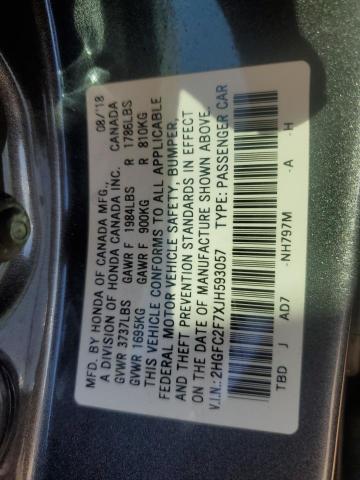 MFD. BY HONDA OF CANADA MFG., 08/'18
A DIVISION OF HONDA CANADA INC. CANADA
GVWR 3737LBS GAWR F 1984LBS R 1786LBS
GVWR 1695KG GAWR F 900KG R 810KG
THIS VEHICLE CONFORMS TO ALL APPLICABLE
FEDERAL MOTOR VEHICLE SAFETY, BUMPER,
AND THEFT PREVENTION STANDARDS IN EFFECT
ON THE DATE OF MANUFACTURE SHOWN ABOVE.
V.I.N.: 2HGFC2F7XJH593057 TYPE: PASSENGER CAR
TBD J AD7 -NH797M -A -H